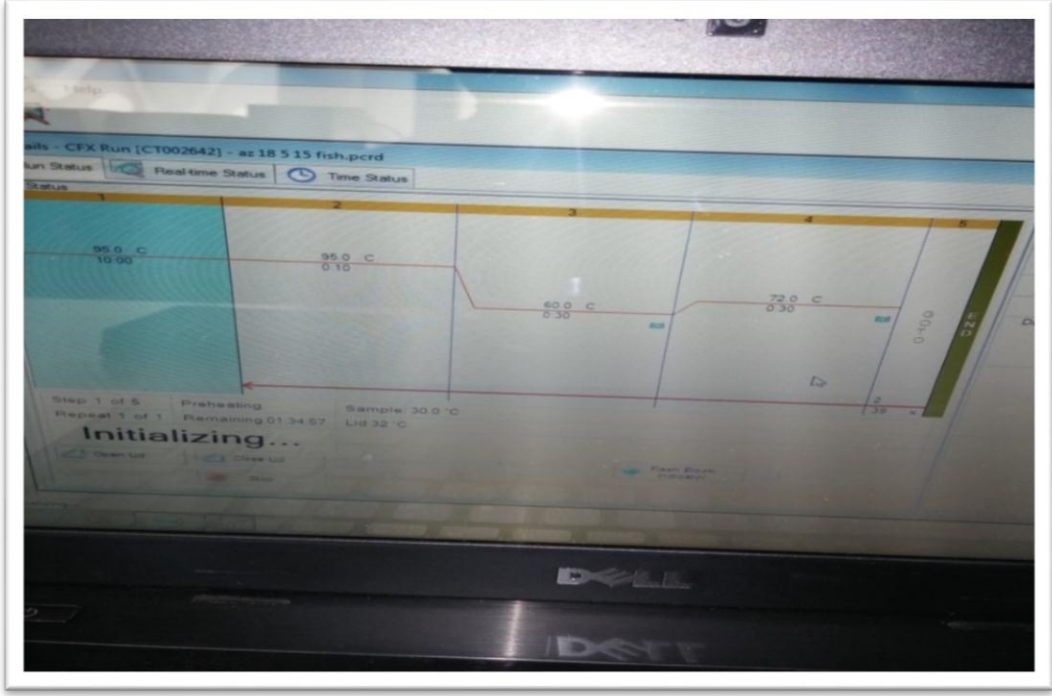 Help
ails - CFX Run [CT002642] - az 18 5 15 fish.pcrd
un Status Real-time Status Time Status
Status
1 2 3 4 5
95.0 C
10:00
95.0 C
0:10
60.0 C
0:30
72.0 C
0:30
GOTO
END
2
39 x
Step 1 of 5 Preheating Sample 30.0 °C
Repeat 1 of 1 Remaining 01:34:57 Lid 32 °C
Initializing...
Open Lid Close Lid
Stop
Flash Block
Indicator
DELL